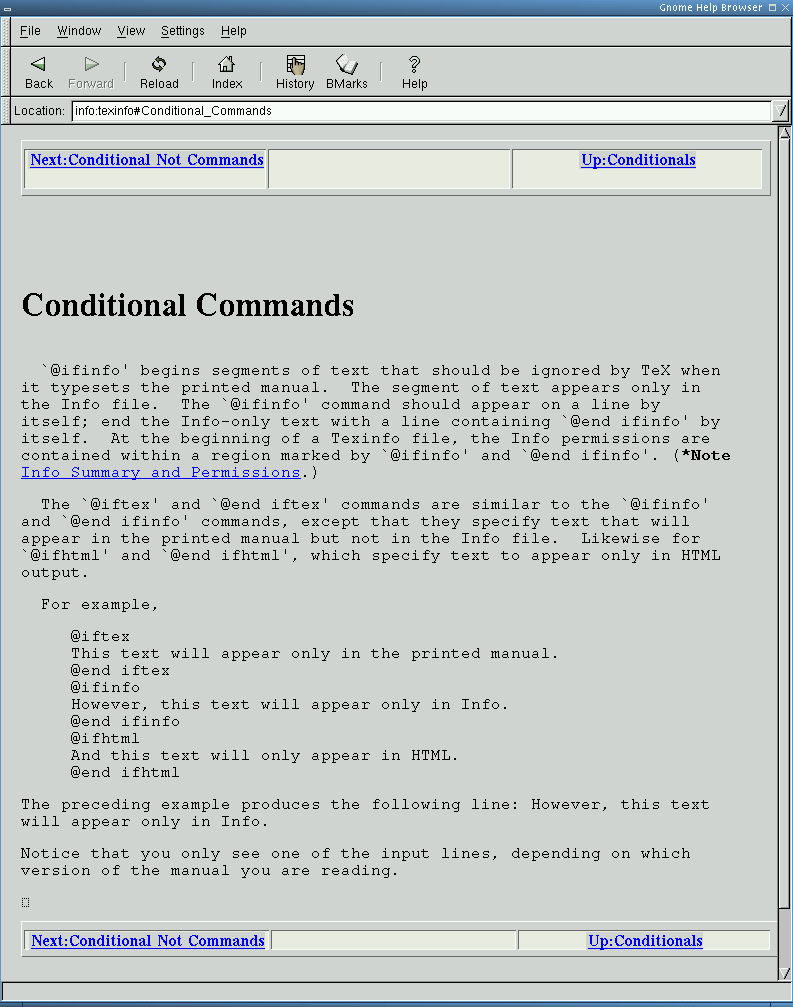 Gnome Help Browser
File Window View Settings Help
Back Forward Reload Index History BMarks Help
Location: info:texinfo#Conditional_Commands
Next:Conditional Not Commands Up:Conditionals
Conditional Commands
`@ifinfo' begins segments of text that should be ignored by TeX when
it typesets the printed manual.  The segment of text appears only in
the Info file.  The `@ifinfo' command should appear on a line by
itself; end the Info-only text with a line containing `@end ifinfo' by
itself.  At the beginning of a Texinfo file, the Info permissions are
contained within a region marked by `@ifinfo' and `@end ifinfo'. (*Note
Info Summary and Permissions.)
The `@iftex' and `@end iftex' commands are similar to the `@ifinfo'
and `@end ifinfo' commands, except that they specify text that will
appear in the printed manual but not in the Info file.  Likewise for
`@ifhtml' and `@end ifhtml', which specify text to appear only in HTML
output.
For example,
@iftex
This text will appear only in the printed manual.
@end iftex
@ifinfo
However, this text will appear only in Info.
@end ifinfo
@ifhtml
And this text will only appear in HTML.
@end ifhtml
The preceding example produces the following line: However, this text
will appear only in Info.
Notice that you only see one of the input lines, depending on which
version of the manual you are reading.
Next:Conditional Not Commands Up:Conditionals